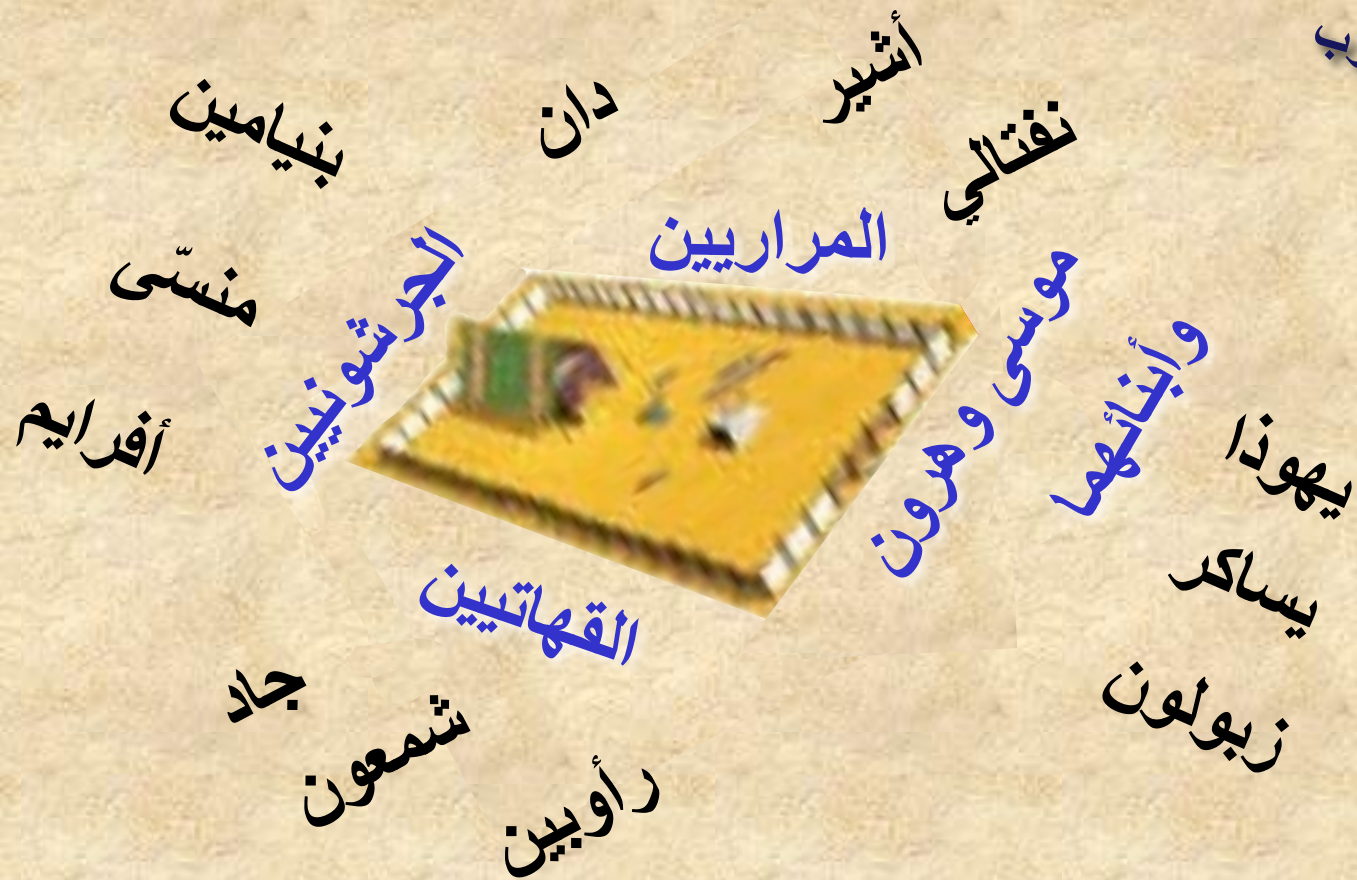 أشير
دان
بنيامين
نفتالي
المراريين
منسّى
الجرشونيين
موسى وهرون
وأبنائهما
أفرايم
يهوذا
يساكر
القهاتيين
زبولون
جاد
شمعون
رأوبين